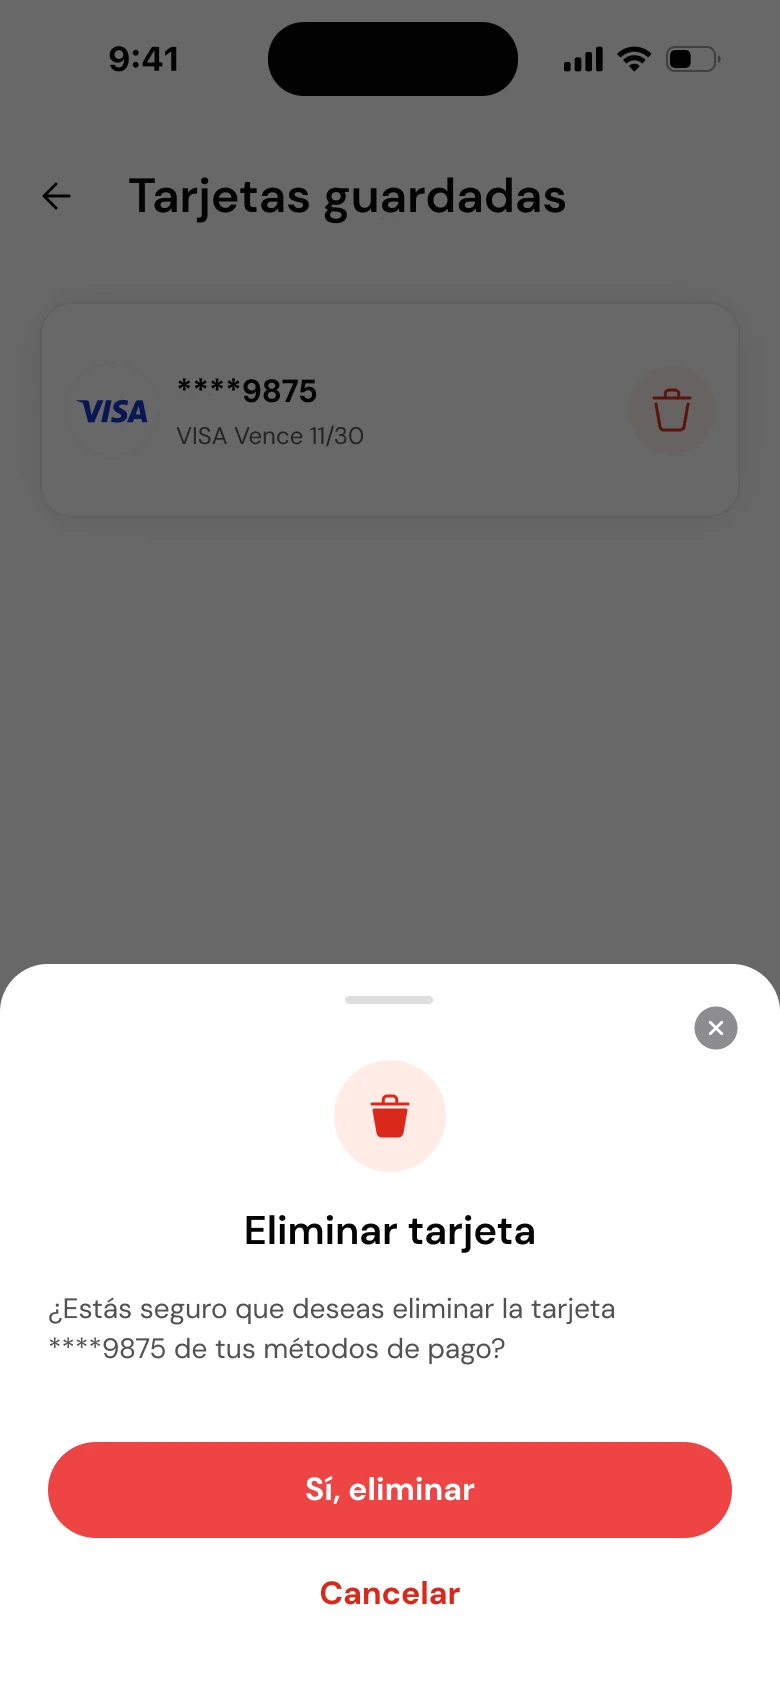 9:41
Tarjetas guardadas
VISA
****9875
VISA Vence 11/30
Eliminar tarjeta
¿Estás seguro que deseas eliminar la tarjeta
****9875 de tus métodos de pago?
Sí, eliminar
Cancelar